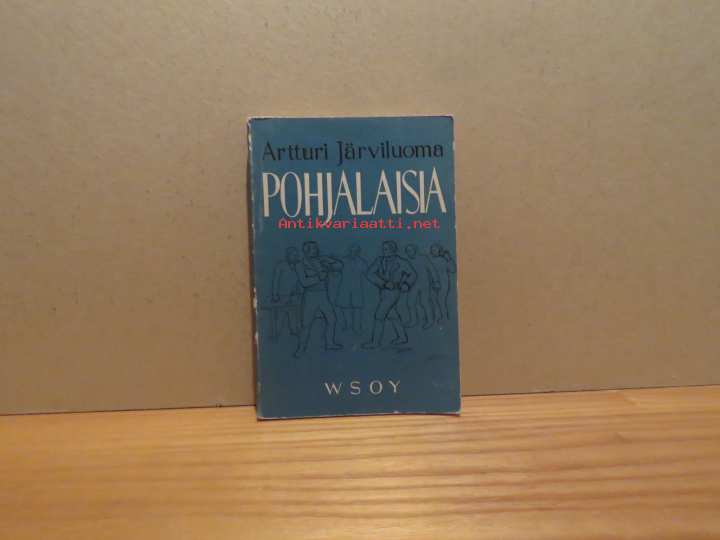 Artturi Järviluoma
POHJALAISIA
Antikvariaatti.net
WSOY